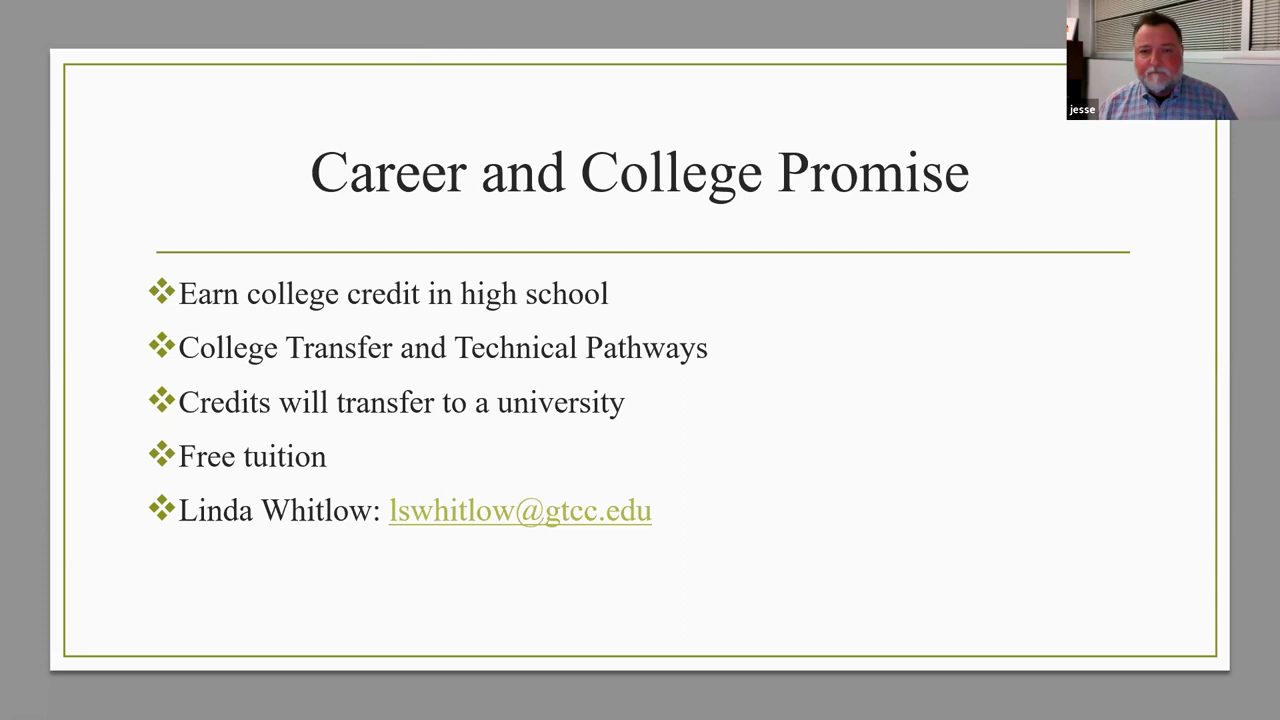 jesse
Career and College Promise
Earn college credit in high school
College Transfer and Technical Pathways
Credits will transfer to a university
Free tuition
Linda Whitlow: lswhitlow@gtcc.edu